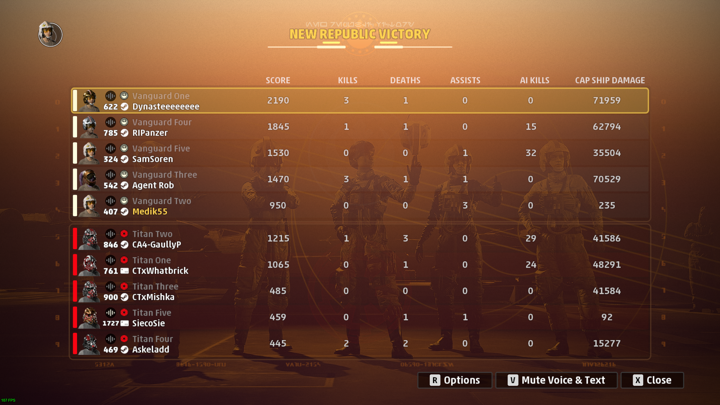 NEW REPUBLIC VICTORY
SCORE KILLS DEATHS ASSISTS AI KILLS CAP SHIP DAMAGE
Vanguard One
622 Dynasteeeeeeee 2190 3 1 0 0 71959
Vanguard Four
785 RIPanzer 1845 1 1 0 15 62794
Vanguard Five
324 SamSoren 1530 0 0 1 32 35504
Vanguard Three
542 Agent Rob 1470 3 1 1 0 70529
Vanguard Two
407 Medik55 950 0 0 3 0 235
Titan Two
846 CA4-GaullyP 1215 1 3 0 29 41586
Titan One
761 CTxWhatbrick 1065 0 1 0 24 48291
Titan Three
900 CTxMishka 485 0 0 0 0 41584
Titan Five
1727 SiecoSie 459 0 1 1 0 92
Titan Four
469 Askeladd 445 2 2 0 0 15277
R Options V Mute Voice & Text X Close